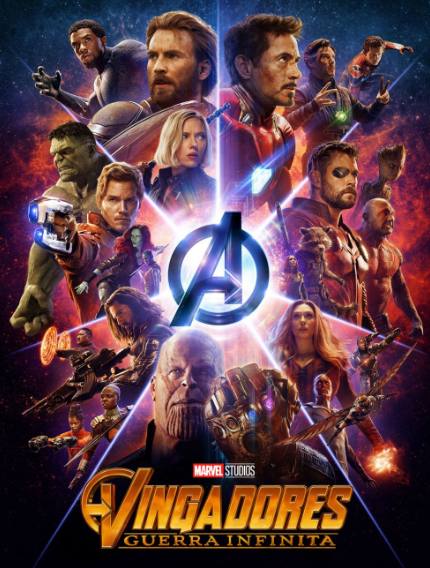 MARVEL STUDIOS
VINGADORES
GUERRA INFINITA